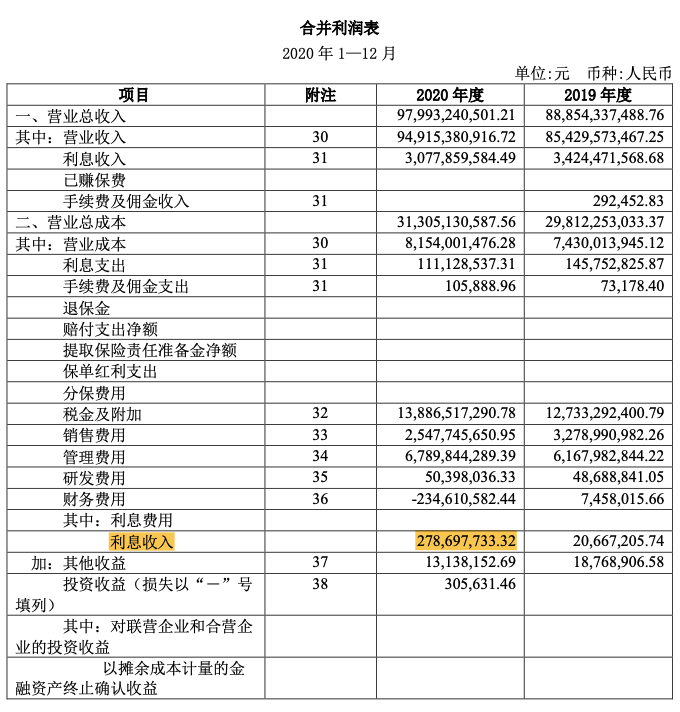 合并利润表
2020 年 1—12 月
单位:元 币种:人民币
项目 附注 2020 年度 2019 年度
一、营业总收入 97,993,240,501.21 88,854,337,488.76
其中：营业收入 30 94,915,380,916.72 85,429,573,467.25
利息收入 31 3,077,859,584.49 3,424,471,568.68
已赚保费
手续费及佣金收入 31 292,452.83
二、营业总成本 31,305,130,587.56 29,812,253,033.37
其中：营业成本 30 8,154,001,476.28 7,430,013,945.12
利息支出 31 111,128,537.31 145,752,825.87
手续费及佣金支出 31 105,888.96 73,178.40
退保金
赔付支出净额
提取保险责任准备金净额
保单红利支出
分保费用
税金及附加 32 13,886,517,290.78 12,733,292,400.79
销售费用 33 2,547,745,650.95 3,278,990,982.26
管理费用 34 6,789,844,289.39 6,167,982,844.22
研发费用 35 50,398,036.33 48,688,841.05
财务费用 36 -234,610,582.44 7,458,015.66
其中：利息费用
利息收入 278,697,733.32 20,667,205.74
加：其他收益 37 13,138,152.69 18,768,906.58
投资收益（损失以“－”号 38 305,631.46
填列）
其中：对联营企业和合营企
业的投资收益
以摊余成本计量的金
融资产终止确认收益